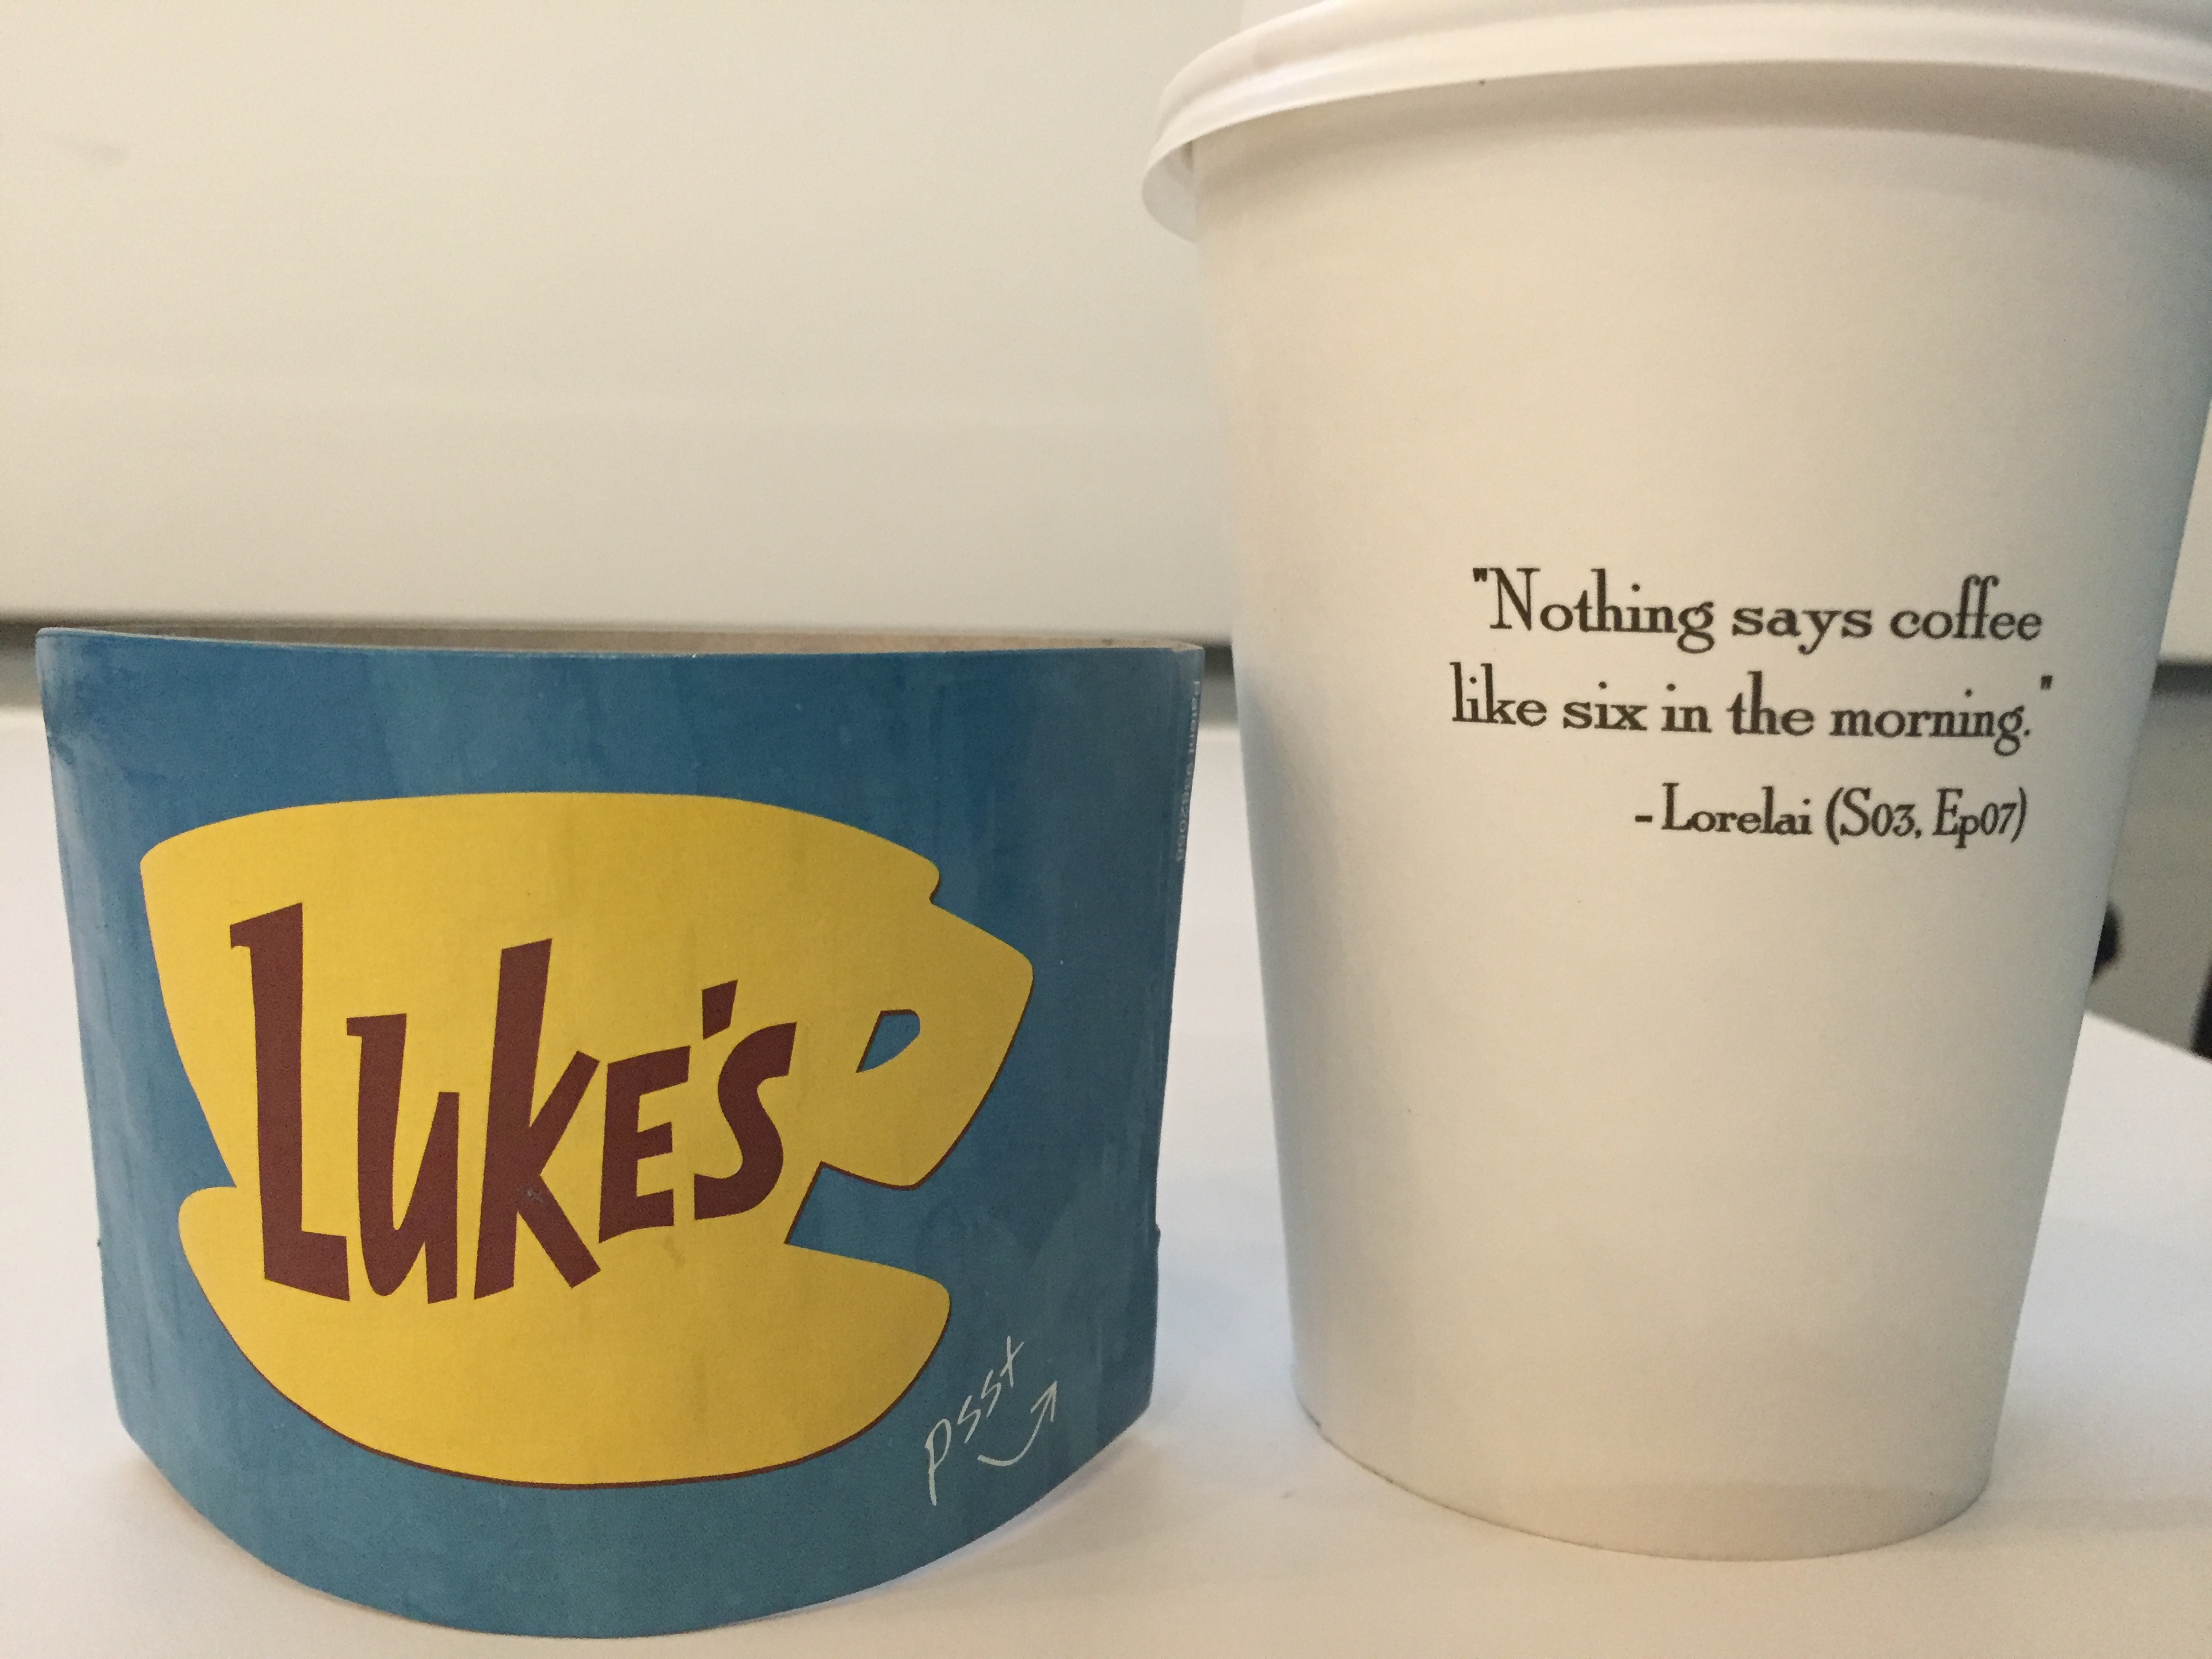 LUKE'S
psst
"Nothing says coffee
like six in the morning."
- Lorelai (S03, Ep07)